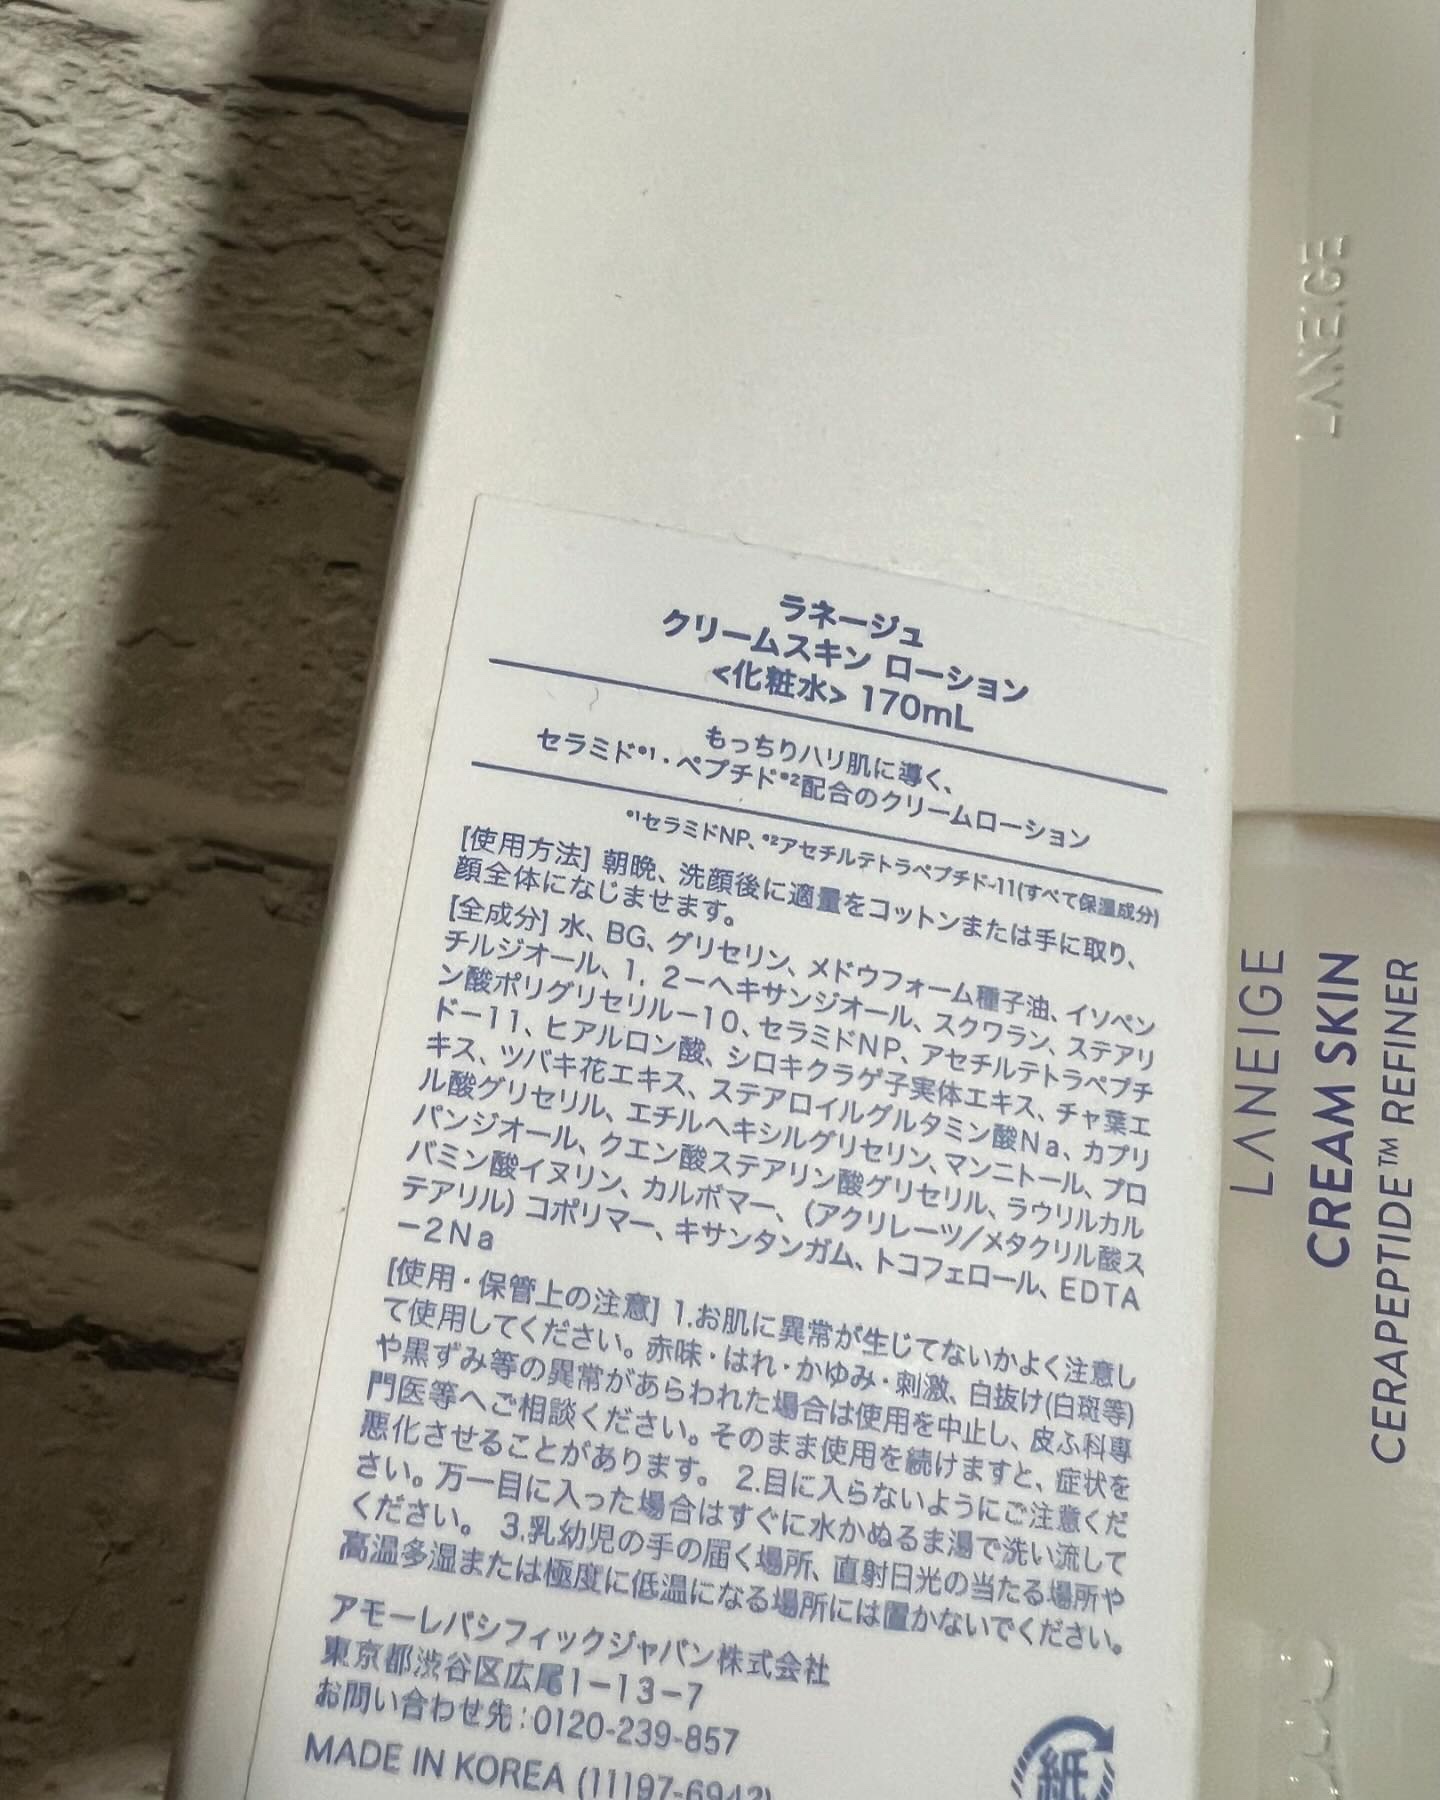 ラネージュ
クリームスキン ローション
<化粧水> 170mL
もっちりハリ肌に導く、
セラミド*1・ペプチド*2配合のクリームローション
*1セラミドNP、*2アセチルテトラペプチド-11(すべて保湿成分)
[使用方法] 朝晩、洗顔後に適量をコットンまたは手に取り、
顔全体になじませます。
[全成分] 水、BG、グリセリン、メドウフォーム種子油、イソペン
チルジオール、1，2－ヘキサンジオール、スクワラン、ステアリ
ン酸ポリグリセリル－10、セラミドNP、アセチルテトラペプチ
ド－11、ヒアルロン酸、シロキクラゲ子実体エキス、チャ葉エ
キス、ツバキ花エキス、ステアロイルグルタミン酸Na、カプリ
ル酸グリセリル、エチルヘキシルグリセリン、マンニトール、プロ
パンジオール、クエン酸ステアリン酸グリセリル、ラウリルカル
バミン酸イヌリン、カルボマー、（アクリレーツ/メタクリル酸ス
テアリル）コポリマー、キサンタンガム、トコフェロール、EDTA
－2Na
[使用・保管上の注意] 1.お肌に異常が生じてないかよく注意し
て使用してください。赤味・はれ・かゆみ・刺激、白抜け(白斑等)
や黒ずみ等の異常があらわれた場合は使用を中止し、皮ふ科専
門医等へご相談ください。そのまま使用を続けますと、症状を
悪化させることがあります。 2.目に入らないようにご注意くだ
さい。万一目に入った場合はすぐに水かぬるま湯で洗い流して
ください。 3.乳幼児の手の届く場所、直射日光の当たる場所や
高温多湿または極度に低温になる場所には置かないでください。
アモーレパシフィックジャパン株式会社
東京都渋谷区広尾1－13－7
お問い合わせ先：0120-239-857
MADE IN KOREA (11197-6942)
紙
LANEIGE
LANEIGE
CREAM SKIN
CERAPEPTIDE™ REFINER